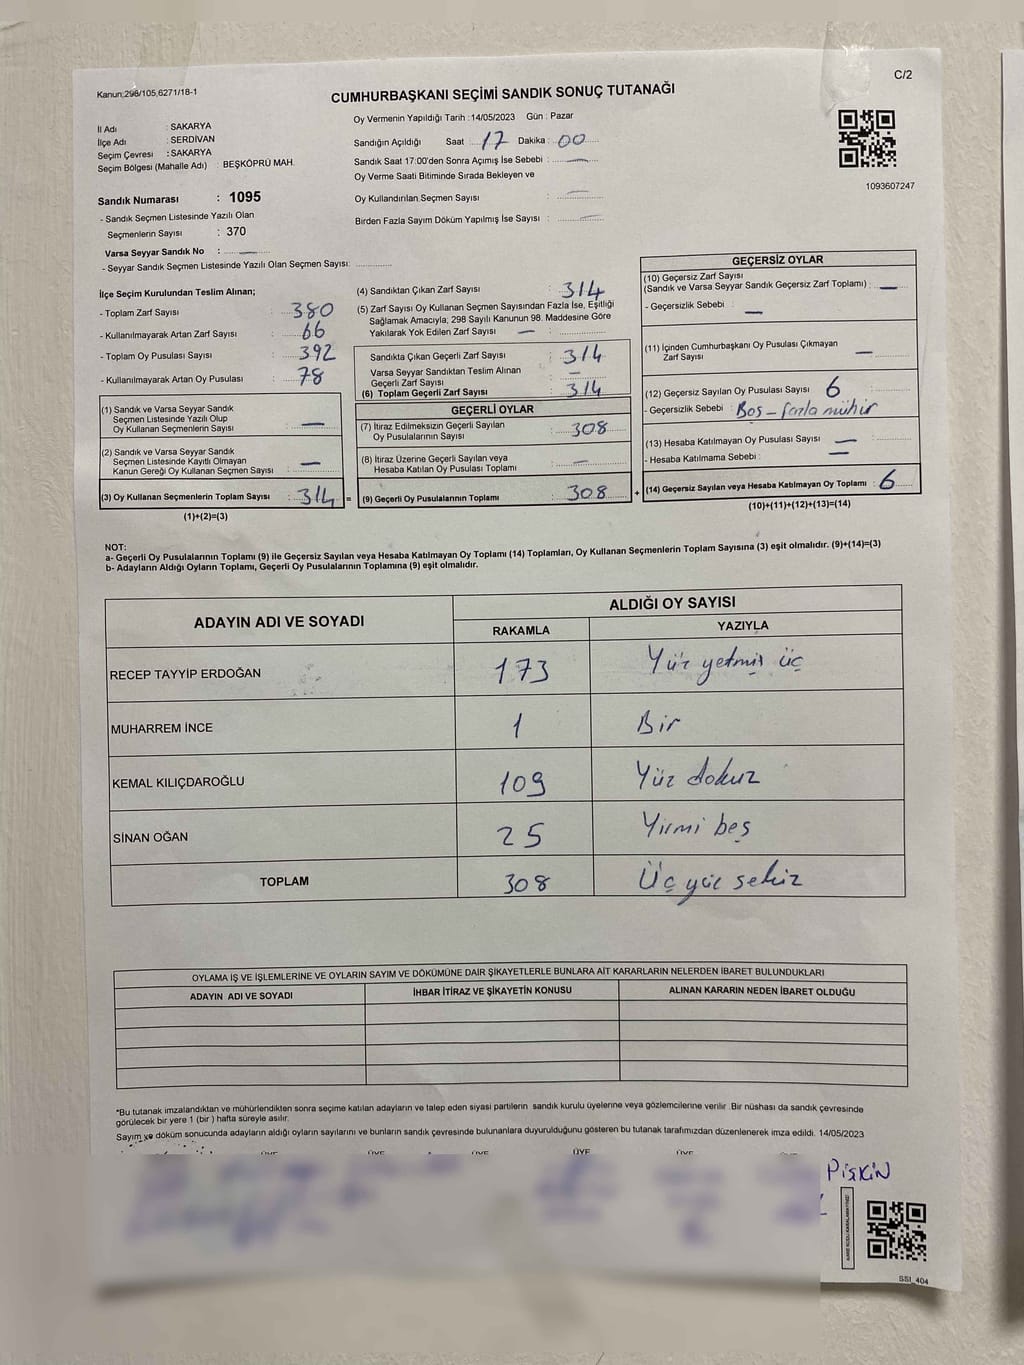 Kanun;298/105,6271/18-1
C/2
CUMHURBAŞKANI SEÇİMİ SANDIK SONUÇ TUTANAĞI
Oy Vermenin Yapıldığı Tarih :14/05/2023 Gün : Pazar
İl Adı : SAKARYA
İlçe Adı : SERDİVAN
Seçim Çevresi : SAKARYA
Seçim Bölgesi (Mahalle Adı) : BEŞKÖPRÜ MAH.
Sandığın Açıldığı Saat : 17 Dakika : 00
Sandık Saat 17:00'den Sonra Açımış İse Sebebi : —
Oy Verme Saati Bitiminde Sırada Bekleyen ve
Oy Kullandırılan Seçmen Sayısı : —
Birden Fazla Sayım Döküm Yapılmış İse Sayısı : —
1093607247
Sandık Numarası : 1095
- Sandık Seçmen Listesinde Yazılı Olan
Seçmenlerin Sayısı : 370
Varsa Seyyar Sandık No : —
- Seyyar Sandık Seçmen Listesinde Yazılı Olan Seçmen Sayısı:
İlçe Seçim Kurulundan Teslim Alınan;
- Toplam Zarf Sayısı : 380
- Kullanılmayarak Artan Zarf Sayısı : 66
- Toplam Oy Pusulası Sayısı : 392
- Kullanılmayarak Artan Oy Pusulası : 78
(1) Sandık ve Varsa Seyyar Sandık
Seçmen Listesinde Yazılı Olup
Oy Kullanan Seçmenlerin Sayısı : —
(2) Sandık ve Varsa Seyyar Sandık
Seçmen Listesinde Kayıtlı Olmayan
Kanun Gereği Oy Kullanan Seçmen Sayısı : —
(3) Oy Kullanan Seçmenlerin Toplam Sayısı : 314 =
(1)+(2)=(3)
(4) Sandıktan Çıkan Zarf Sayısı : 314
(5) Zarf Sayısı Oy Kullanan Seçmen Sayısından Fazla İse, Eşitliği
Sağlamak Amacıyla; 298 Sayılı Kanunun 98. Maddesine Göre
Yakılarak Yok Edilen Zarf Sayısı — :
Sandıkta Çıkan Geçerli Zarf Sayısı : 314
Varsa Seyyar Sandıktan Teslim Alınan
Geçerli Zarf Sayısı : —
(6) Toplam Geçerli Zarf Sayısı : 314
GEÇERLİ OYLAR
(7) İtiraz Edilmeksizin Geçerli Sayılan
Oy Pusulalarının Sayısı : 308
(8) İtiraz Üzerine Geçerli Sayılan veya
Hesaba Katılan Oy Pusulası Toplamı : —
(9) Geçerli Oy Pusulalarının Toplamı : 308 +
GEÇERSİZ OYLAR
(10) Geçersiz Zarf Sayısı
(Sandık ve Varsa Seyyar Sandık Geçersiz Zarf Toplamı) : —
- Geçersizlik Sebebi : —
(11) İçinden Cumhurbaşkanı Oy Pusulası Çıkmayan
Zarf Sayısı —
(12) Geçersiz Sayılan Oy Pusulası Sayısı 6
- Geçersizlik Sebebi : Boş - fazla mühür
(13) Hesaba Katılmayan Oy Pusulası Sayısı —
- Hesaba Katılmama Sebebi : —
(14) Geçersiz Sayılan veya Hesaba Katılmayan Oy Toplamı : 6
(10)+(11)+(12)+(13)=(14)
NOT:
a- Geçerli Oy Pusulalarının Toplamı (9) ile Geçersiz Sayılan veya Hesaba Katılmayan Oy Toplamı (14) Toplamları, Oy Kullanan Seçmenlerin Toplam Sayısına (3) eşit olmalıdır. (9)+(14)=(3)
b- Adayların Aldığı Oyların Toplamı, Geçerli Oy Pusulalarının Toplamına (9) eşit olmalıdır.
ADAYIN ADI VE SOYADI ALDIĞI OY SAYISI
RAKAMLA YAZIYLA
RECEP TAYYİP ERDOĞAN 173 Yüz yetmiş üç
MUHARREM İNCE 1 Bir
KEMAL KILIÇDAROĞLU 109 Yüz dokuz
SİNAN OĞAN 25 Yirmi beş
TOPLAM 308 Üç yüz sekiz
OYLAMA İŞ VE İŞLEMLERİNE VE OYLARIN SAYIM VE DÖKÜMÜNE DAİR ŞİKAYETLERLE BUNLARA AİT KARARLARIN NELERDEN İBARET BULUNDUKLARI
ADAYIN ADI VE SOYADI İHBAR İTİRAZ VE ŞİKAYETİN KONUSU ALINAN KARARIN NEDEN İBARET OLDUĞU
*Bu tutanak imzalandıktan ve mühürlendikten sonra seçime katılan adayların ve talep eden siyasi partilerin sandık kurulu üyelerine veya gözlemcilerine verilir .Bir nüshası da sandık çevresinde
görülecek bir yere 1 (bir ) hafta süreyle asılır.
Sayım ve döküm sonucunda adayların aldığı oyların sayılarını ve bunların sandık çevresinde bulunanlara duyurulduğunu gösteren bu tutanak tarafımızdan düzenlenerek imza edildi. 14/05/2023
ÜYE ÜYE ÜYE ÜYE ÜYE
PİŞKİN
SSI_404